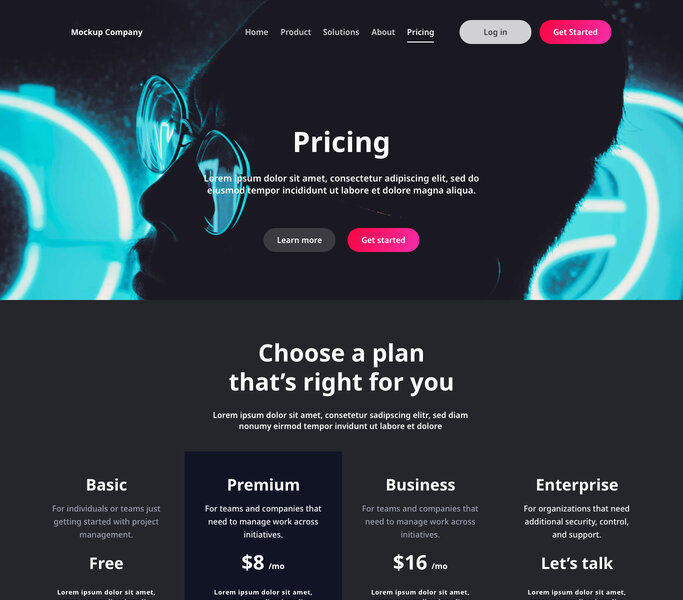 Mockup Company
Home Product Solutions About Pricing
Log in
Get Started
Pricing
Lorem ipsum dolor sit amet, consectetur adipiscing elit, sed do
eiusmod tempor incididunt ut labore et dolore magna aliqua.
Learn more
Get started
Choose a plan
that's right for you
Lorem ipsum dolor sit amet, consetetur sadipscing elitr, sed diam
nonumy eirmod tempor invidunt ut labore et dolore
Basic
For individuals or teams just
getting started with project
management.
Free
Lorem ipsum dolor sit amet,
Premium
For teams and companies that
need to manage work across
initiatives.
$8 /mo
Lorem ipsum dolor sit amet,
Business
For teams and companies that
need to manage work across
initiatives.
$16 /mo
Lorem ipsum dolor sit amet,
Enterprise
For organizations that need
additional security, control,
and support.
Let's talk
Lorem ipsum dolor sit amet,